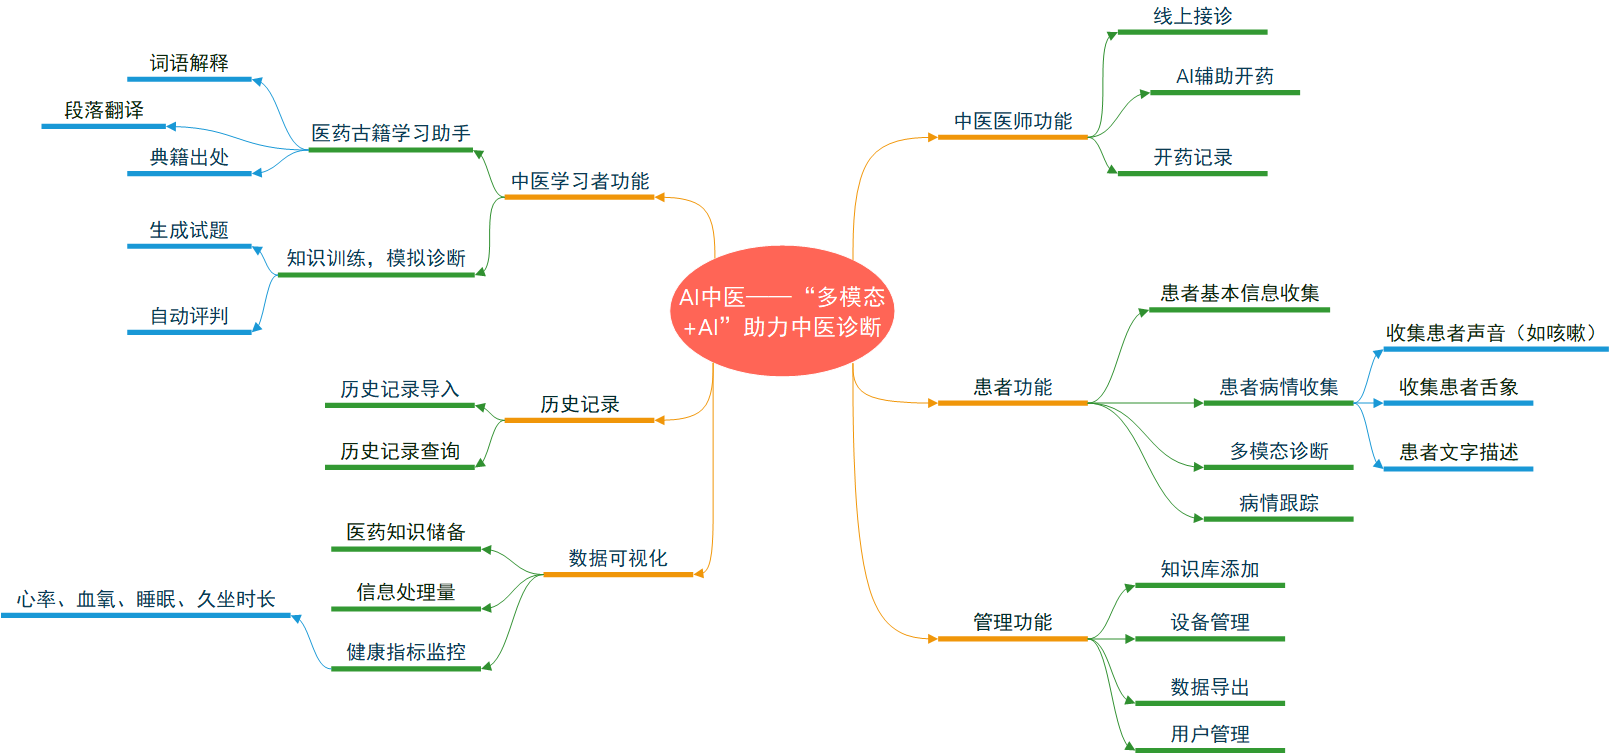 AI中医——“多模态
+AI”助力中医诊断
中医医师功能
线上接诊
AI辅助开药
开药记录
患者功能
患者基本信息收集
患者病情收集
收集患者声音（如咳嗽）
收集患者舌象
患者文字描述
多模态诊断
病情跟踪
管理功能
知识库添加
设备管理
数据导出
用户管理
中医学习者功能
医药古籍学习助手
词语解释
段落翻译
典籍出处
知识训练，模拟诊断
生成试题
自动评判
历史记录
历史记录导入
历史记录查询
数据可视化
医药知识储备
信息处理量
健康指标监控
心率、血氧、睡眠、久坐时长